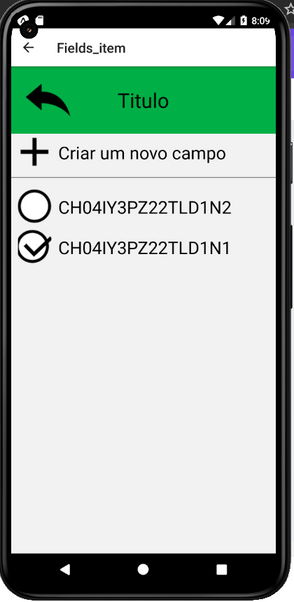 8:09
Fields_item
Titulo
Criar um novo campo
CH04IY3PZ22TLD1N2
CH04IY3PZ22TLD1N1